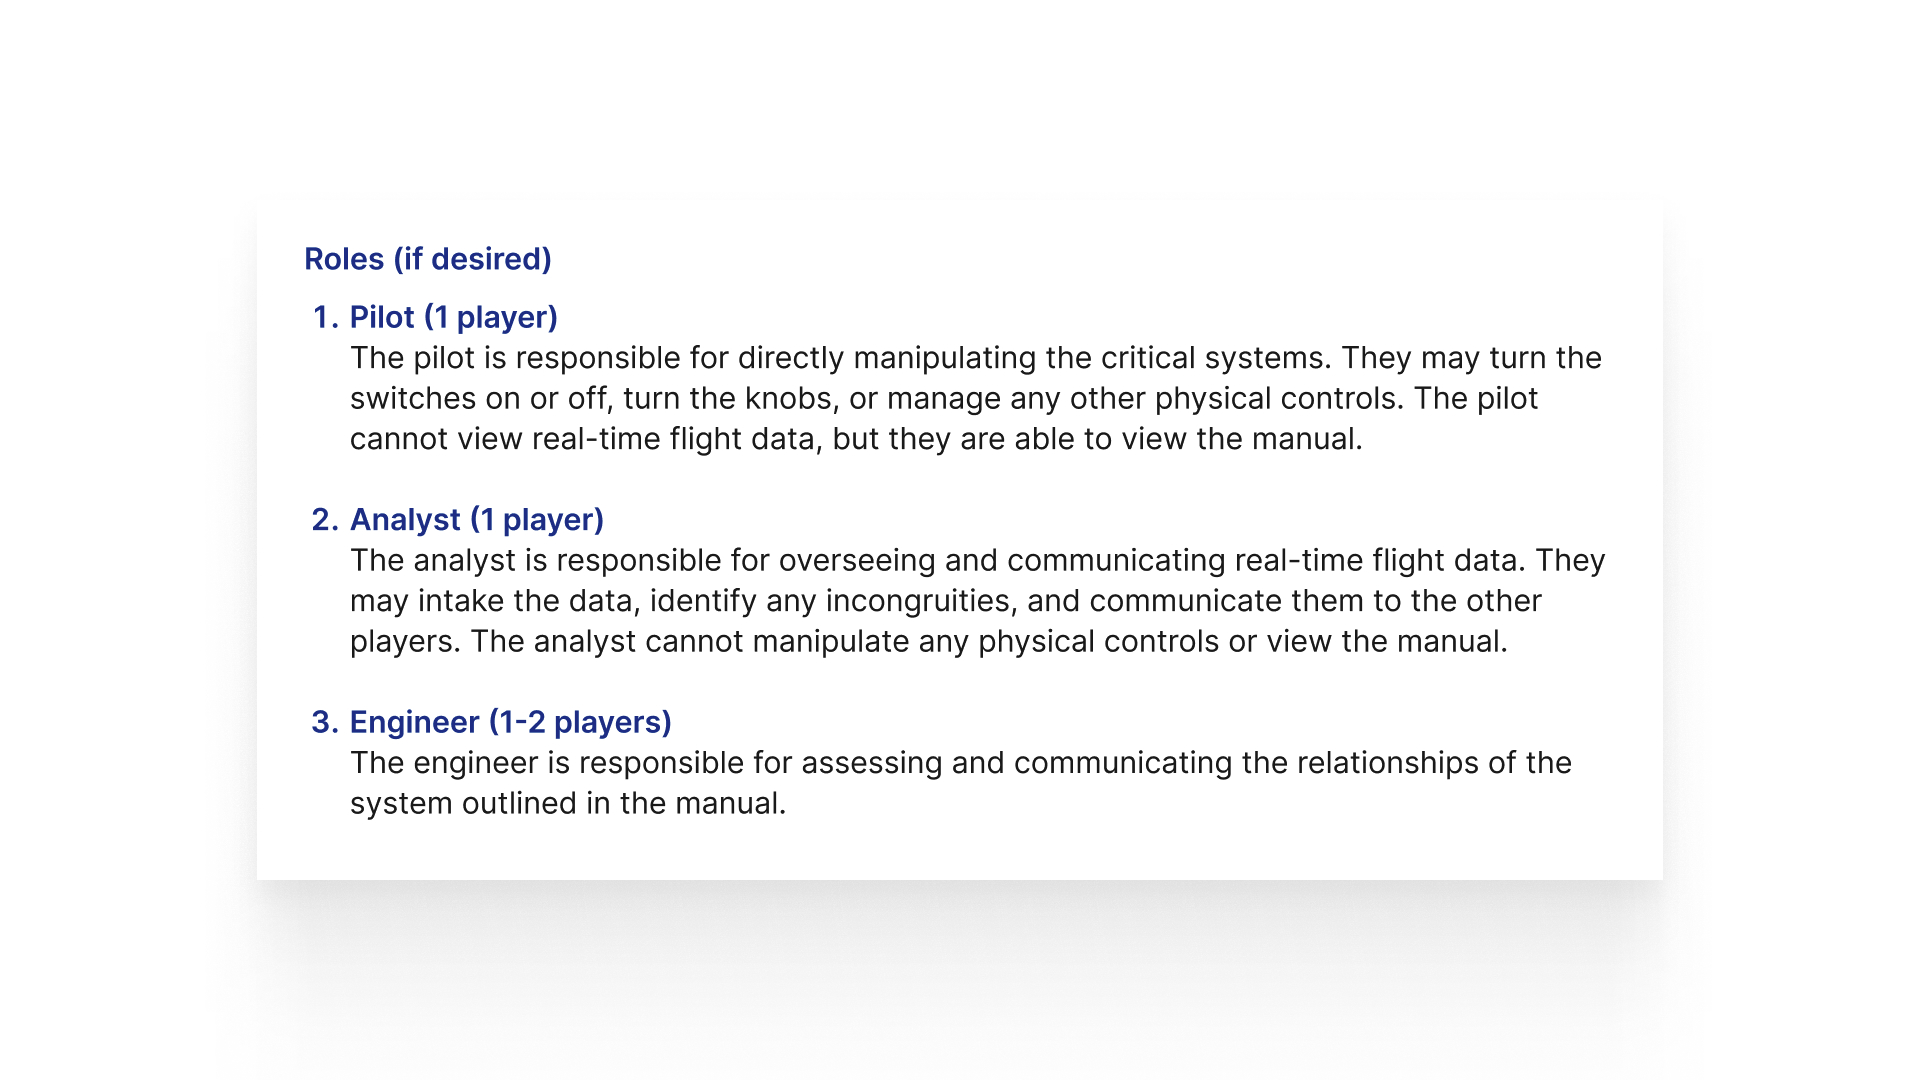 Roles (if desired)
1. Pilot (1 player)
The pilot is responsible for directly manipulating the critical systems. They may turn the
switches on or off, turn the knobs, or manage any other physical controls. The pilot
cannot view real-time flight data, but they are able to view the manual.
2. Analyst (1 player)
The analyst is responsible for overseeing and communicating real-time flight data. They
may intake the data, identify any incongruities, and communicate them to the other
players. The analyst cannot manipulate any physical controls or view the manual.
3. Engineer (1-2 players)
The engineer is responsible for assessing and communicating the relationships of the
system outlined in the manual.